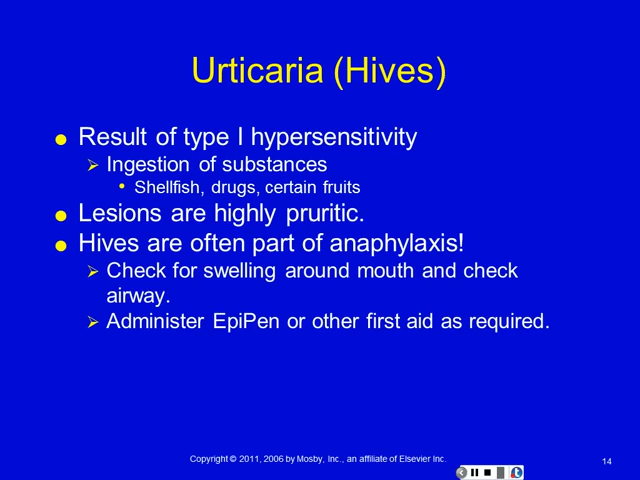 Urticaria (Hives)
Result of type I hypersensitivity
Ingestion of substances
Shellfish, drugs, certain fruits
Lesions are highly pruritic.
Hives are often part of anaphylaxis!
Check for swelling around mouth and check
airway.
Administer EpiPen or other first aid as required.
Copyright © 2011, 2006 by Mosby, Inc., an affiliate of Elsevier Inc.
14